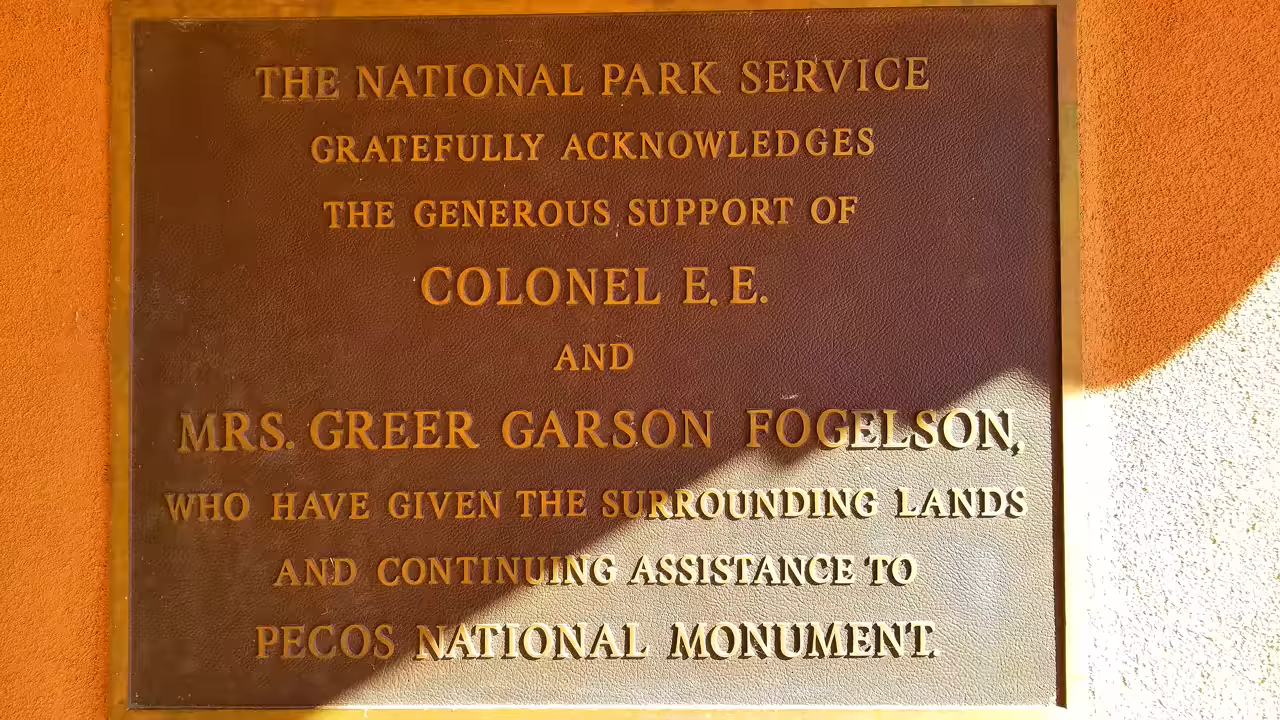 THE NATIONAL PARK SERVICE
GRATEFULLY ACKNOWLEDGES
THE GENEROUS SUPPORT OF
COLONEL E. E.
AND
MRS. GREER GARSON FOGELSON,
WHO HAVE GIVEN THE SURROUNDING LANDS
AND CONTINUING ASSISTANCE TO
PECOS NATIONAL MONUMENT.